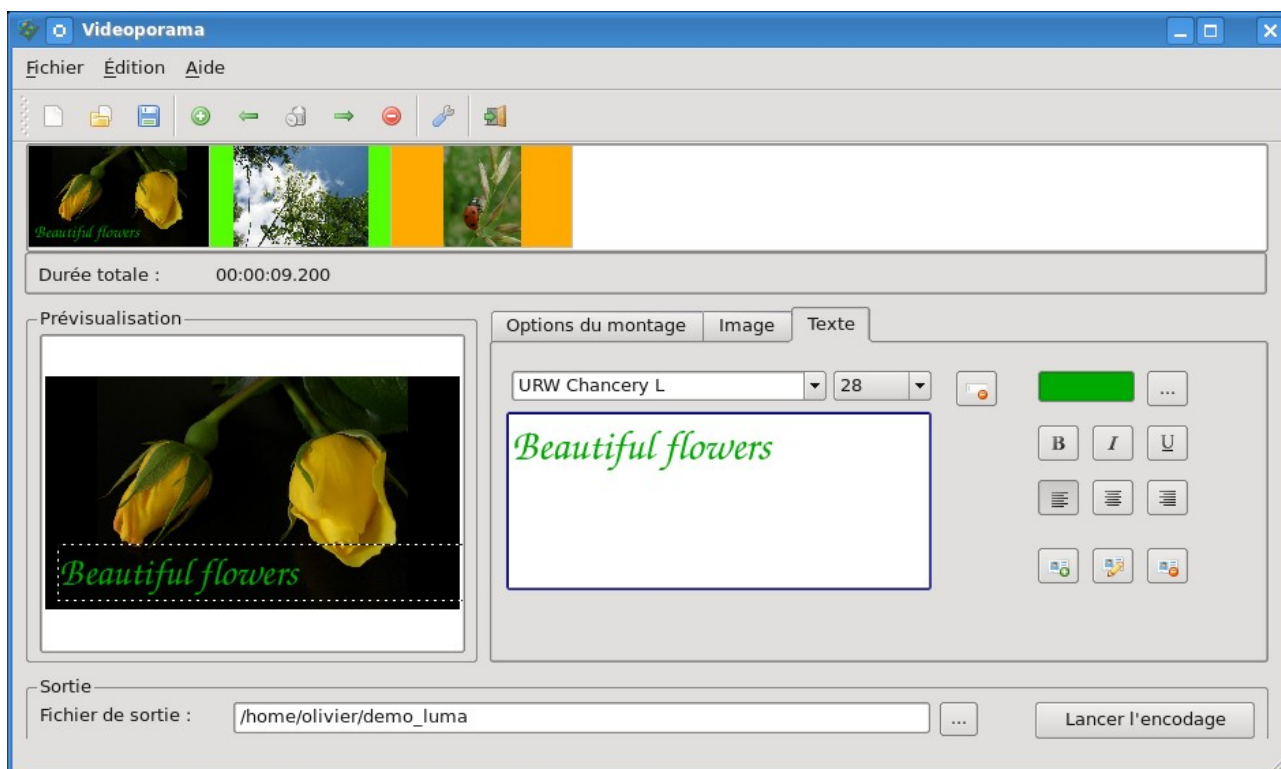 Videoporama
Fichier Édition Aide
Beautiful flowers
Durée totale : 00:00:09.200
Prévisualisation
Options du montage Image Texte
URW Chancery L 28 ...
Beautiful flowers
B I U
Beautiful flowers
Sortie
Fichier de sortie : /home/olivier/demo_luma ... Lancer l'encodage